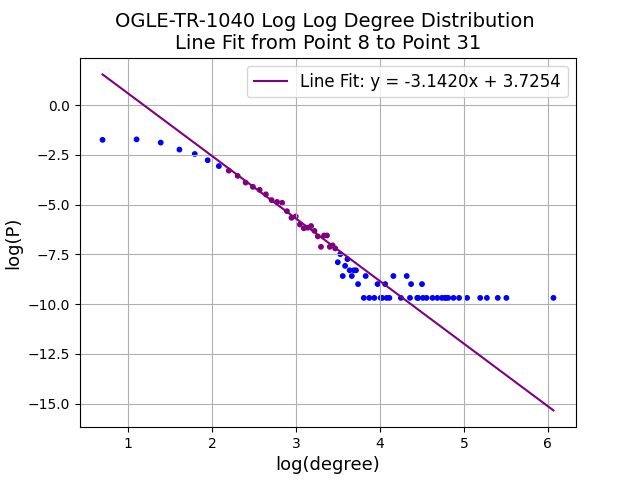 OGLE-TR-1040 Log Log Degree Distribution
Line Fit from Point 8 to Point 31
Line Fit: y = -3.1420x + 3.7254
0.0
−2.5
−5.0
−7.5
−10.0
−12.5
−15.0
log(P)
1 2 3 4 5 6
log(degree)